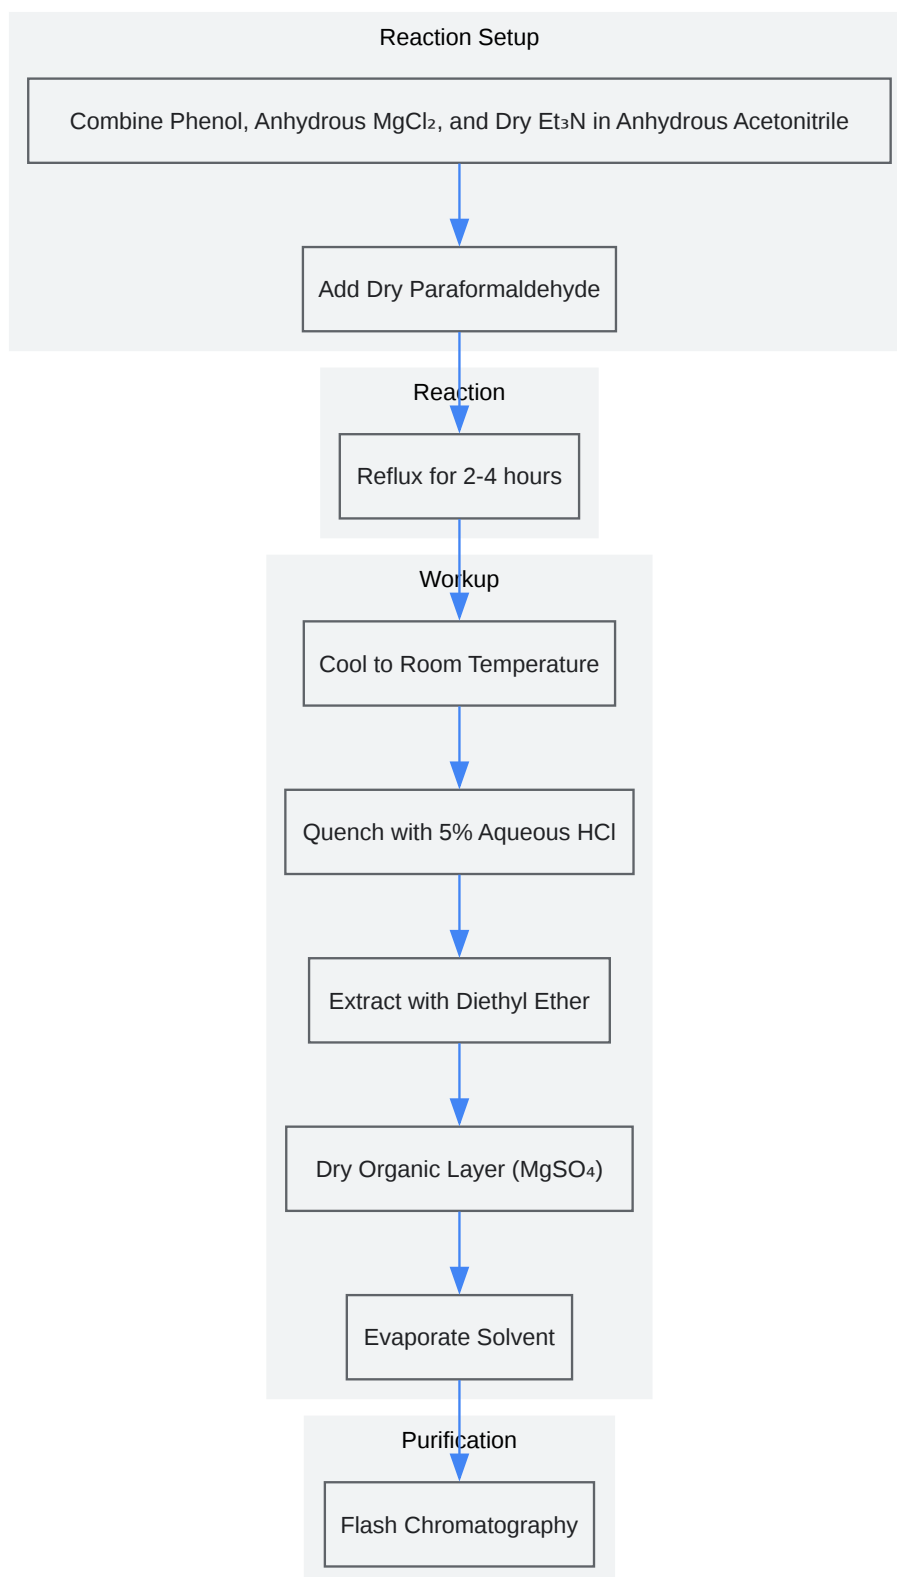 Reaction Setup
Combine Phenol, Anhydrous MgCl₂, and Dry Et₃N in Anhydrous Acetonitrile
Add Dry Paraformaldehyde
Reaction
Reflux for 2-4 hours
Workup
Cool to Room Temperature
Quench with 5% Aqueous HCl
Extract with Diethyl Ether
Dry Organic Layer (MgSO₄)
Evaporate Solvent
Purification
Flash Chromatography